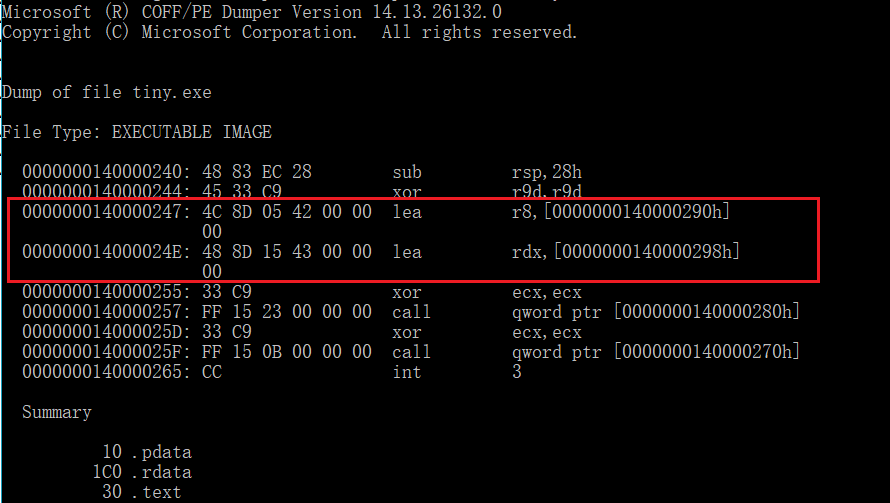 Microsoft (R) COFF/PE Dumper Version 14.13.26132.0
Copyright (C) Microsoft Corporation.  All rights reserved.
Dump of file tiny.exe
File Type: EXECUTABLE IMAGE
0000000140000240: 48 83 EC 28        sub         rsp,28h
0000000140000244: 45 33 C9           xor         r9d,r9d
0000000140000247: 4C 8D 05 42 00 00  lea         r8,[0000000140000290h]
00
000000014000024E: 48 8D 15 43 00 00  lea         rdx,[0000000140000298h]
00
0000000140000255: 33 C9              xor         ecx,ecx
0000000140000257: FF 15 23 00 00 00  call        qword ptr [0000000140000280h]
000000014000025D: 33 C9              xor         ecx,ecx
000000014000025F: FF 15 0B 00 00 00  call        qword ptr [0000000140000270h]
0000000140000265: CC                 int         3
Summary
10 .pdata
1C0 .rdata
30 .text